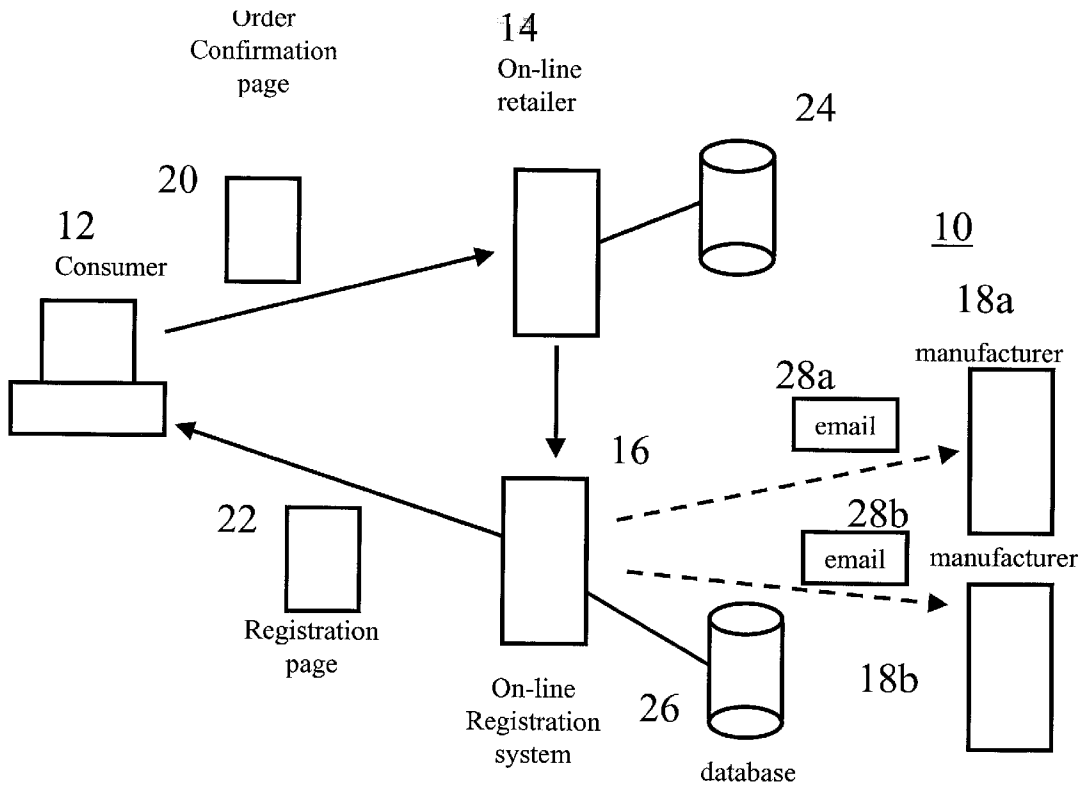 Order
Confirmation
page
14
On-line
retailer
24
20
12
Consumer
10
18a
manufacturer
28a
email
16
28b
email
manufacturer
22
Registration
page
18b
On-line
Registration
system
26
database